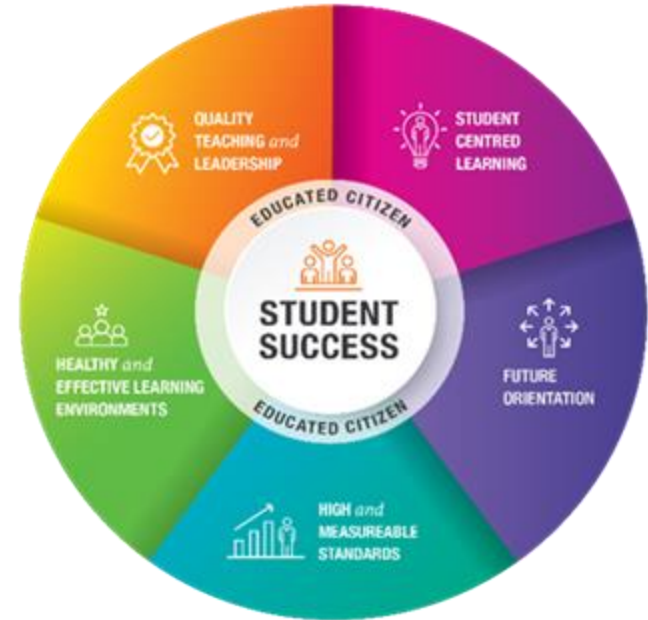 QUALITY
TEACHING and
LEADERSHIP
STUDENT
CENTRED
LEARNING
EDUCATED CITIZEN
STUDENT
SUCCESS
EDUCATED CITIZEN
HEALTHY and
EFFECTIVE LEARNING
ENVIRONMENTS
FUTURE
ORIENTATION
HIGH and
MEASUREABLE
STANDARDS